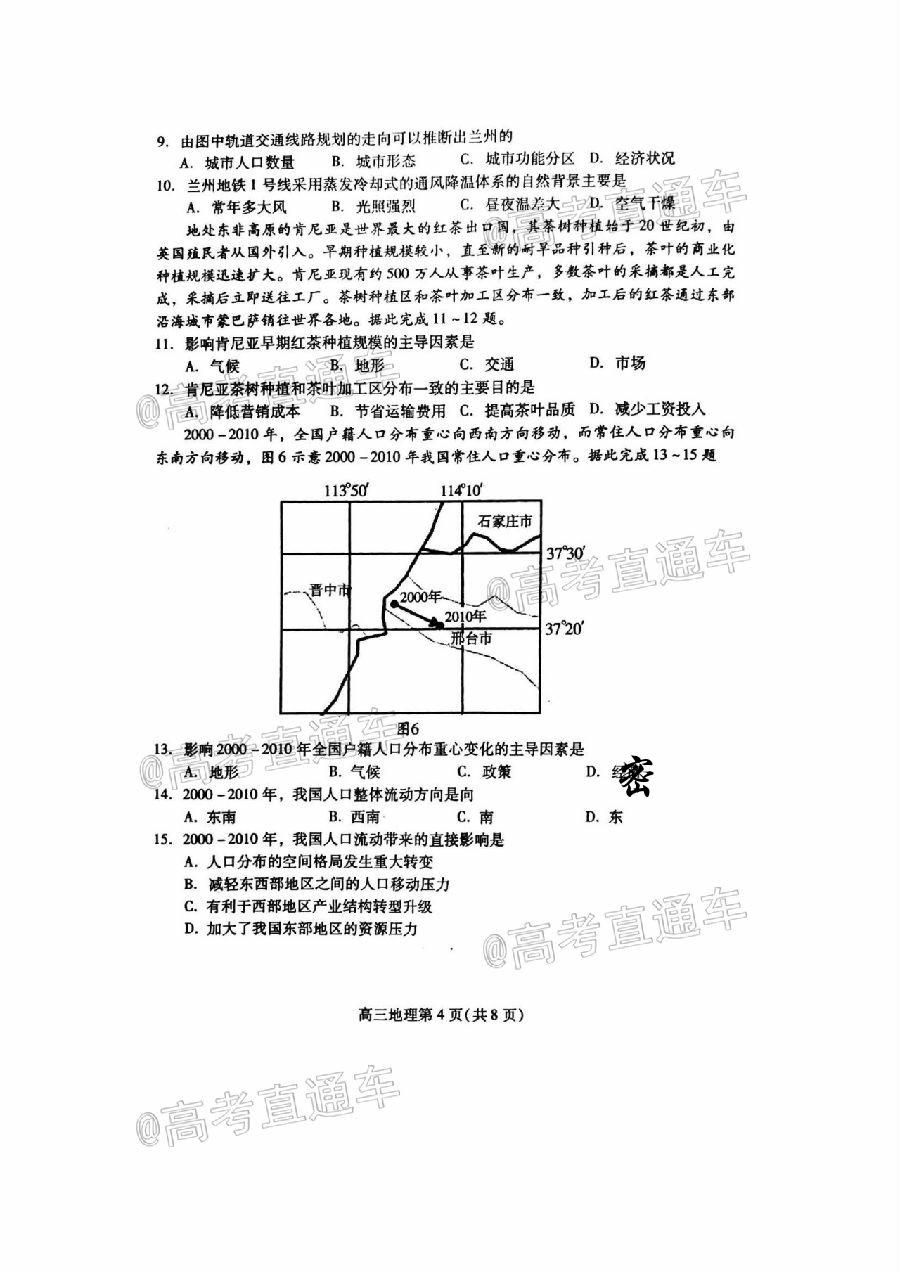 9. 由图中轨道交通线路规划的走向可以推断出兰州的
A. 城市人口数量 B. 城市形态 C. 城市功能分区 D. 经济状况
10. 兰州地铁1号线采用蒸发冷却式的通风降温体系的自然背景主要是
A. 常年多大风 B. 光照强烈 C. 昼夜温差大 D. 空气干燥
地处东非高原的肯尼亚是世界最大的红茶出口国，其茶树种植始于20世纪初，由
英国殖民者从国外引入。早期种植规模较小，直至新的耐旱品种引种后，茶叶的商业化
种植规模迅速扩大。肯尼亚现有约500万人从事茶叶生产，多数茶叶的采摘都是人工完
成，采摘后立即送往工厂。茶树种植区和茶叶加工区分布一致，加工后的红茶通过东部
沿海城市蒙巴萨销往世界各地。据此完成11~12题。
11. 影响肯尼亚早期红茶种植规模的主导因素是
A. 气候 B. 地形 C. 交通 D. 市场
12. 肯尼亚茶树种植和茶叶加工区分布一致的主要目的是
A. 降低营销成本 B. 节省运输费用 C. 提高茶叶品质 D. 减少工资投入
2000-2010年，全国户籍人口分布重心向西南方向移动，而常住人口分布重心向
东南方向移动，图6示意2000-2010年我国常住人口重心分布。据此完成13~15题
113°50′ 114°10′
石家庄市
37°30′
晋中市
2000年
2010年
37°20′
邢台市
图6
13. 影响2000-2010年全国户籍人口分布重心变化的主导因素是
A. 地形 B. 气候 C. 政策 D. 经
密
14. 2000-2010年，我国人口整体流动方向是向
A. 东南 B. 西南 C. 南 D. 东
15. 2000-2010年，我国人口流动带来的直接影响是
A. 人口分布的空间格局发生重大转变
B. 减轻东西部地区之间的人口移动压力
C. 有利于西部地区产业结构转型升级
D. 加大了我国东部地区的资源压力
高三地理第4页(共8页)
@高考直通车
@高考直通车
@高考直通车
@高考直通车
@高考直通车
@高考直通车